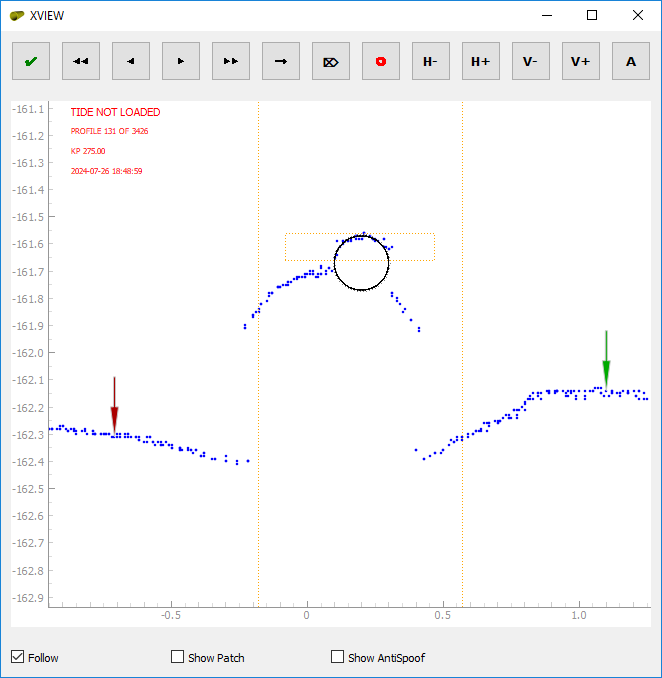 XVIEW
H- H+ V- V+ A
TIDE NOT LOADED
PROFILE 131 OF 3426
KP 275.00
2024-07-26 18:48:59
-161.1
-161.2
-161.3
-161.4
-161.5
-161.6
-161.7
-161.8
-161.9
-162.0
-162.1
-162.2
-162.3
-162.4
-162.5
-162.6
-162.7
-162.8
-162.9
-0.5 0 0.5 1.0
Follow Show Patch Show AntiSpoof